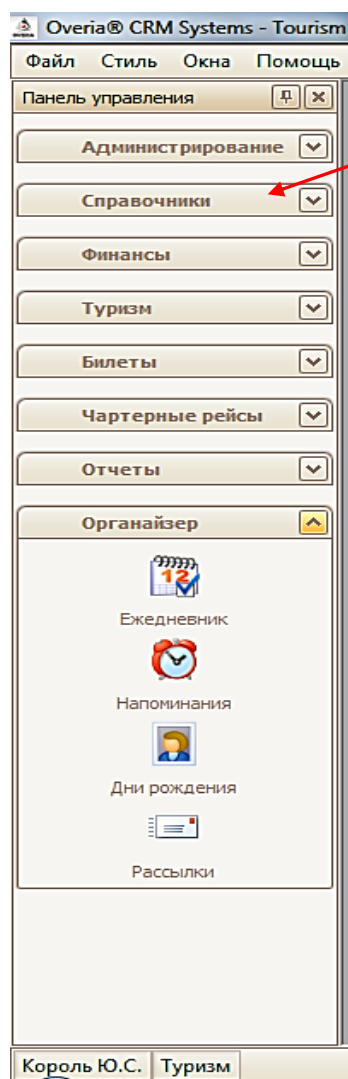 Overia® CRM Systems - Tourism
Файл Стиль Окна Помощь
Панель управления
Администрирование
Справочники
Финансы
Туризм
Билеты
Чартерные рейсы
Отчеты
Органайзер
12
Ежедневник
Напоминания
Дни рождения
Рассылки
Король Ю.С. Туризм